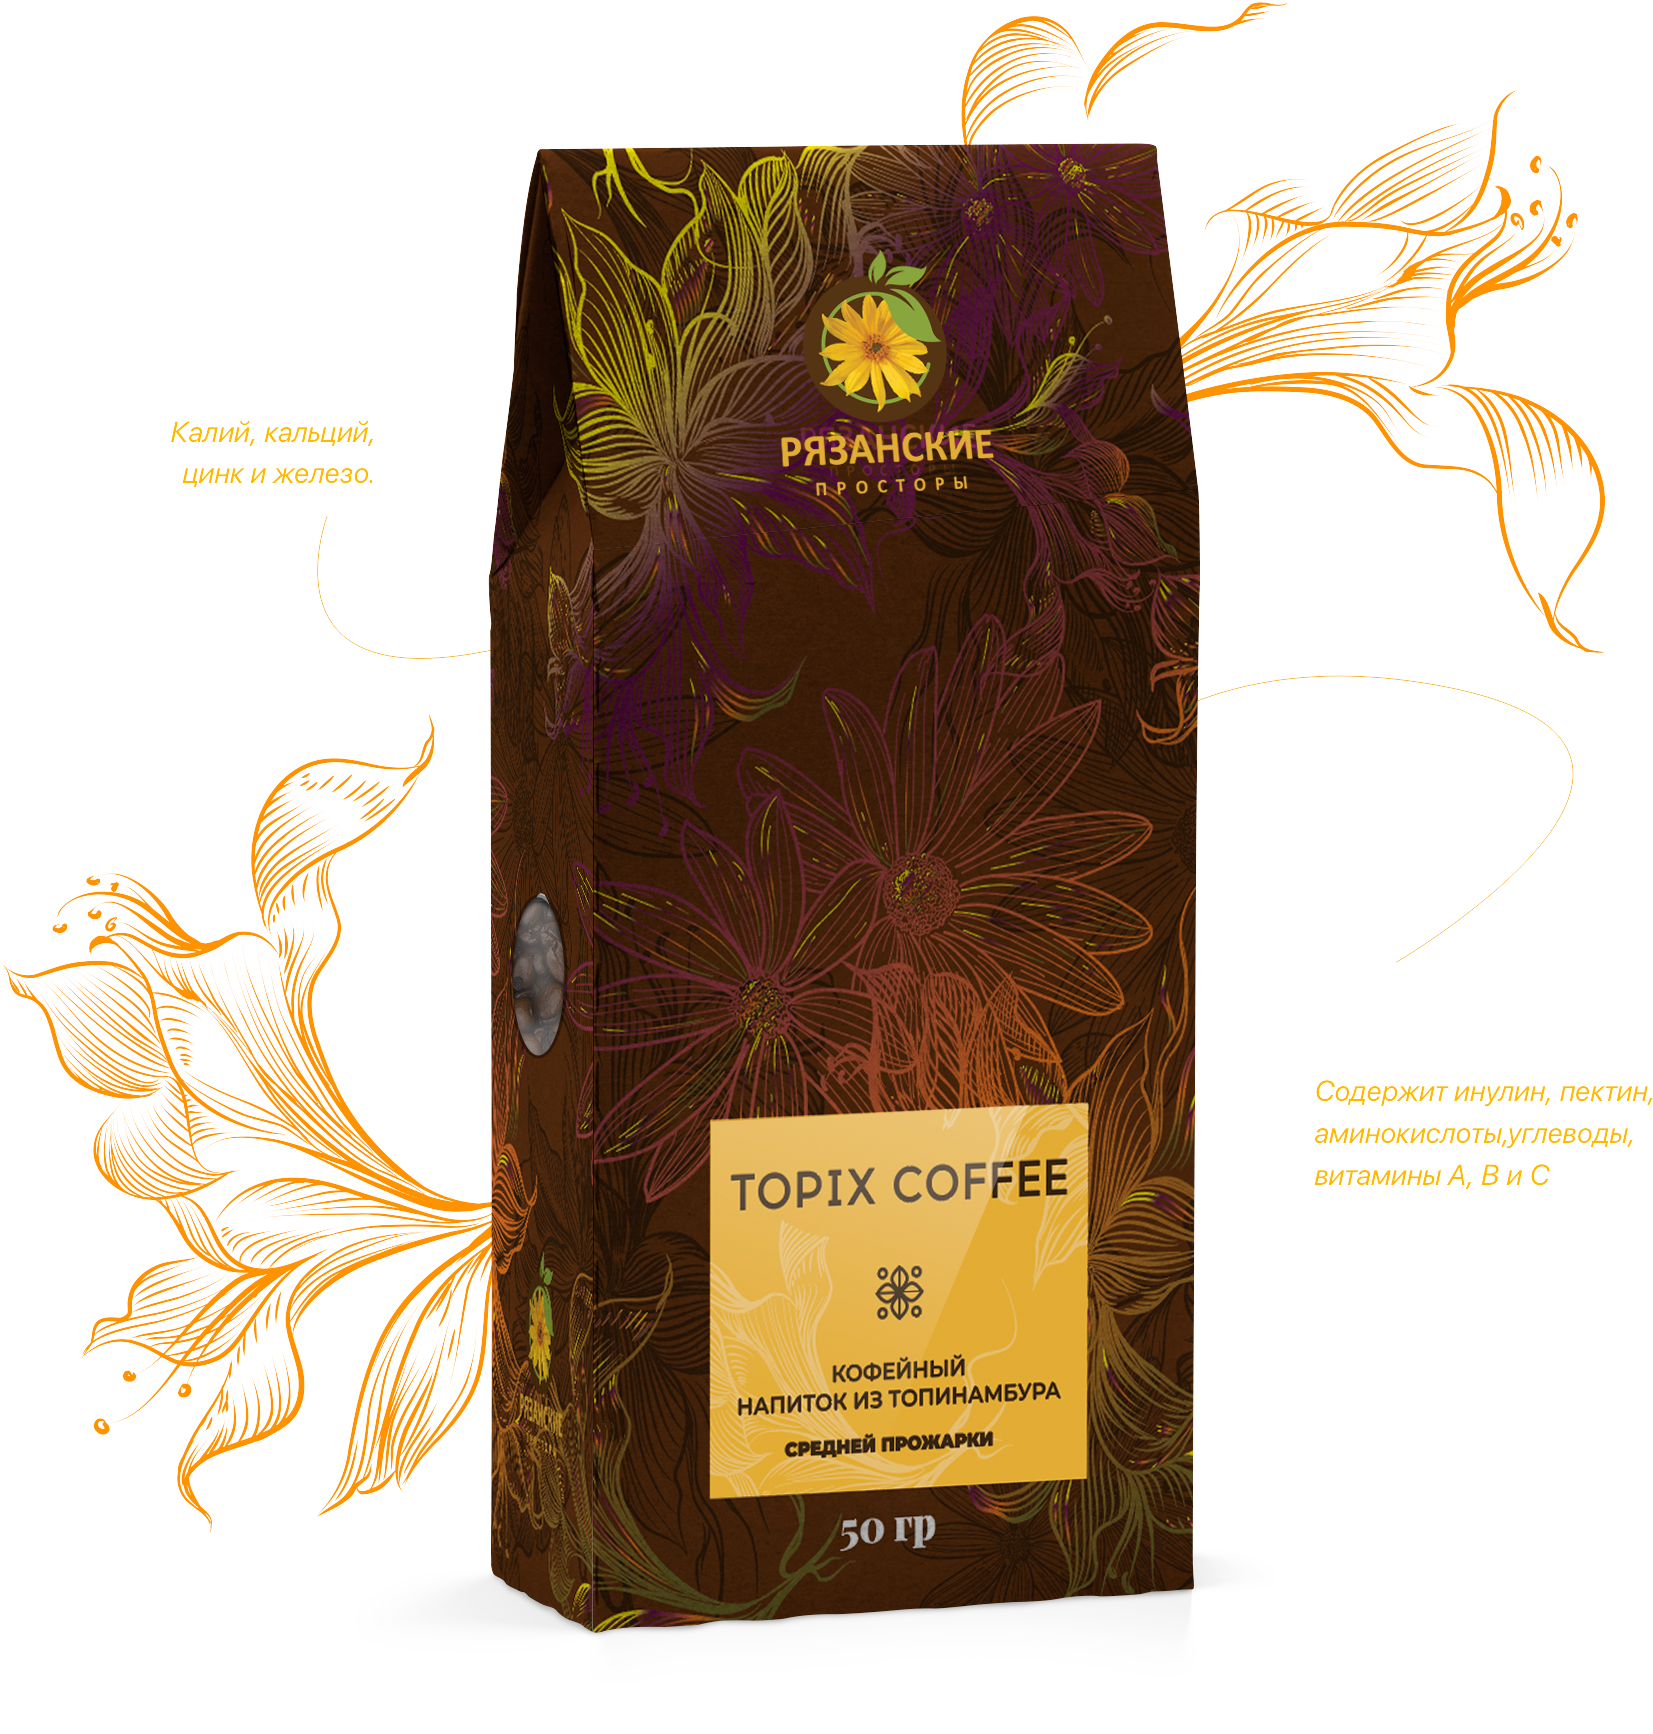 Калий, кальций,
цинк и железо.
РЯЗАНСКИЕ
ПРОСТОРЫ
TOPIX COFFEE
КОФЕЙНЫЙ
НАПИТОК ИЗ ТОПИНАМБУРА
СРЕДНЕЙ ПРОЖАРКИ
50 гр
РЯЗАНСКИЕ
Содержит инулин, пектин,
аминокислоты,углеводы,
витамины А, В и С